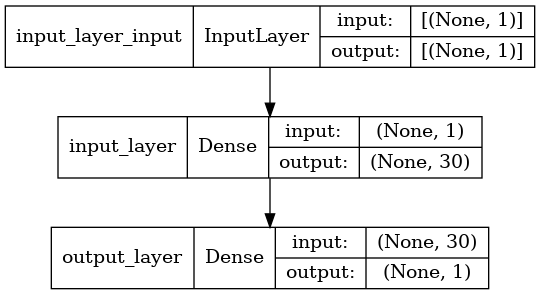 input_layer_input InputLayer input: [(None, 1)]
output: [(None, 1)]
input_layer Dense input: (None, 1)
output: (None, 30)
output_layer Dense input: (None, 30)
output: (None, 1)